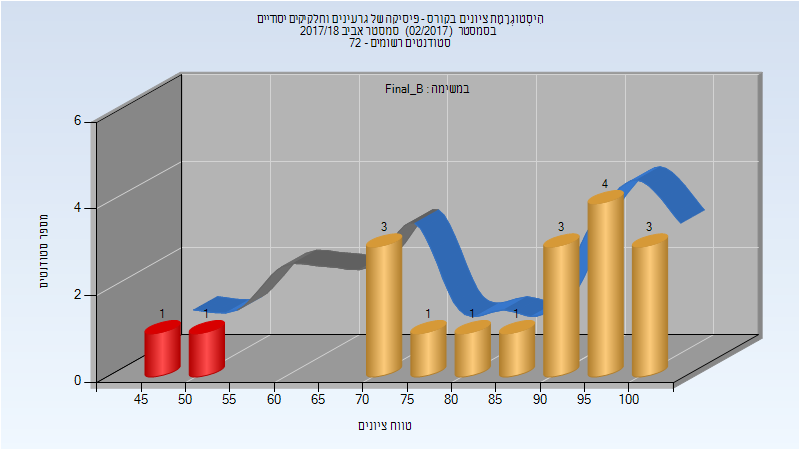 היסטוגרמת ציונים בקורס - פיסיקה של גרעינים וחלקיקים יסודיים
בסמסטר (02/2017) סמסטר אביב 2017/18
סטודנטים רשומים - 72
במשימה : Final_B
מספר סטודנטים
6
4
2
0
1
1
3
1
1
1
3
4
3
45 50 55 60 65 70 75 80 85 90 95 100
טווח ציונים